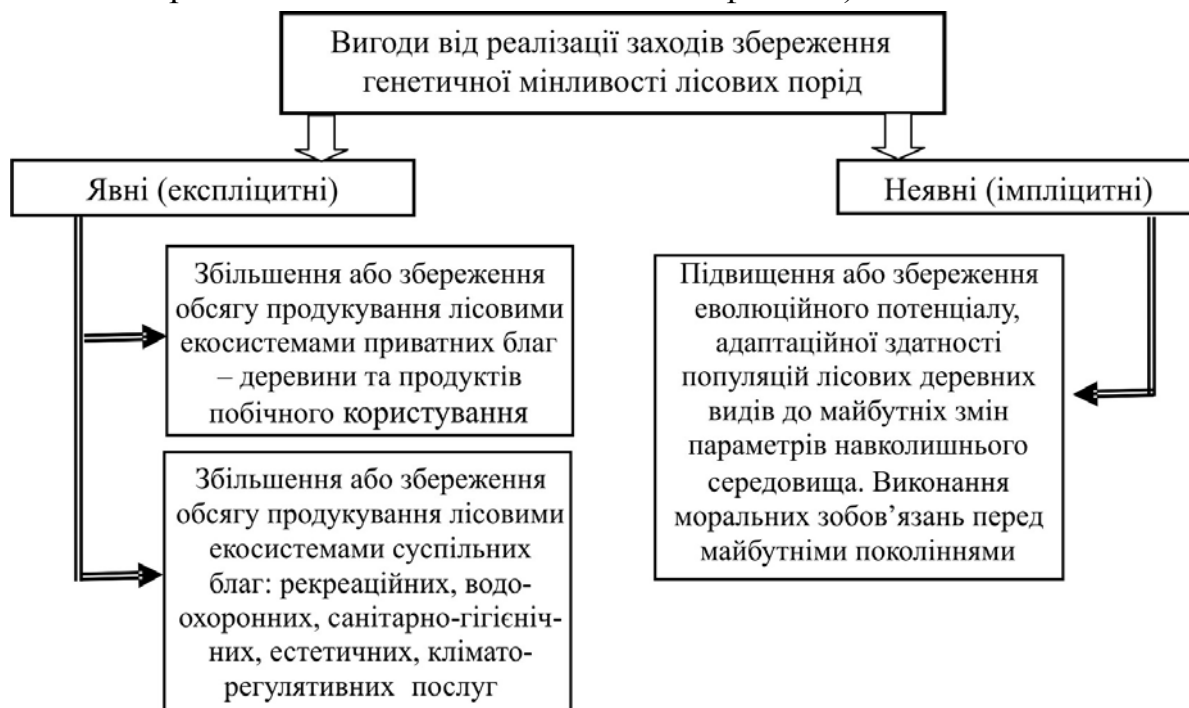 Вигоди від реалізації заходів збереження
генетичної мінливості лісових порід
Явні (експліцитні)
Неявні (імпліцитні)
Збільшення або збереження
обсягу продукування лісовими
екосистемами приватних благ
– деревини та продуктів
побічного користування
Збільшення або збереження
обсягу продукування лісовими
екосистемами суспільних
благ: рекреаційних, водо-
охоронних, санітарно-гігієніч-
них, естетичних, клімато-
регулятивних послуг
Підвищення або збереження
еволюційного потенціалу,
адаптаційної здатності
популяцій лісових деревних
видів до майбутніх змін
параметрів навколишнього
середовища. Виконання
моральних зобов’язань перед
майбутніми поколіннями